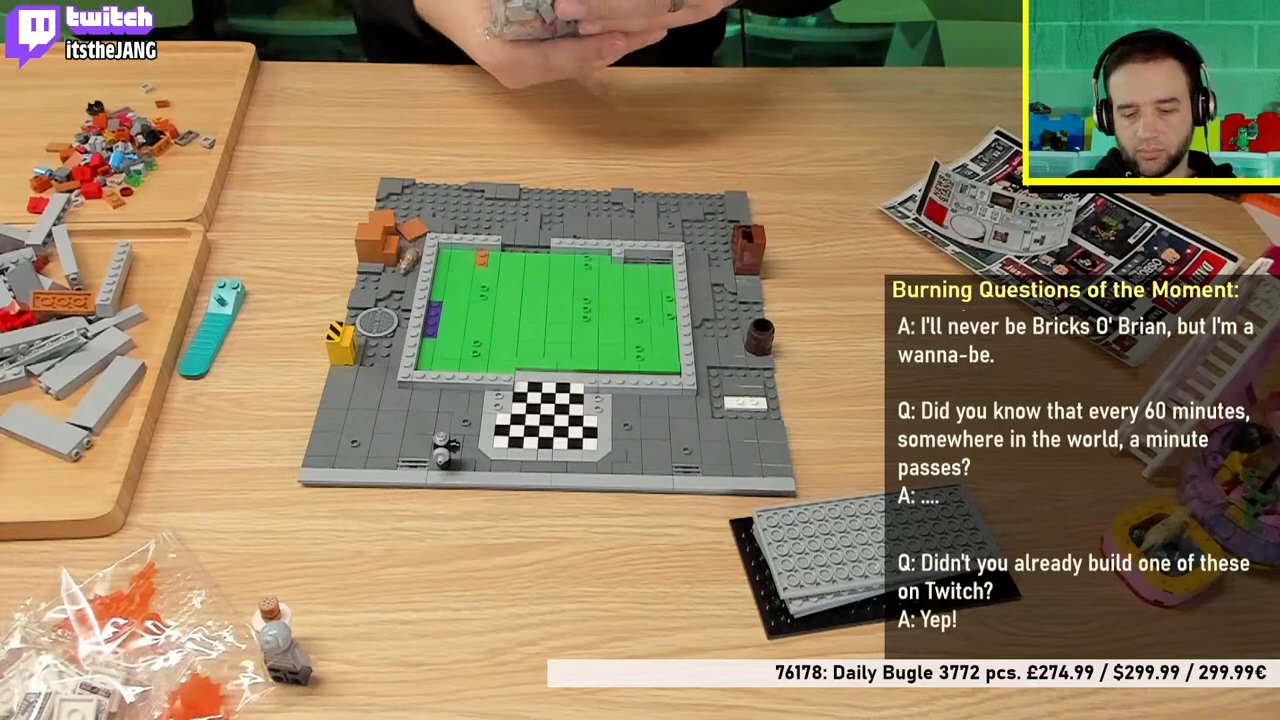 twitch
itstheJANG
Burning Questions of the Moment:
A: I'll never be Bricks O' Brian, but I'm a
wanna-be.
Q: Did you know that every 60 minutes,
somewhere in the world, a minute
passes?
A: ....
Q: Didn't you already build one of these
on Twitch?
A: Yep!
76178: Daily Bugle 3772 pcs. £274.99 / $299.99 / 299.99€